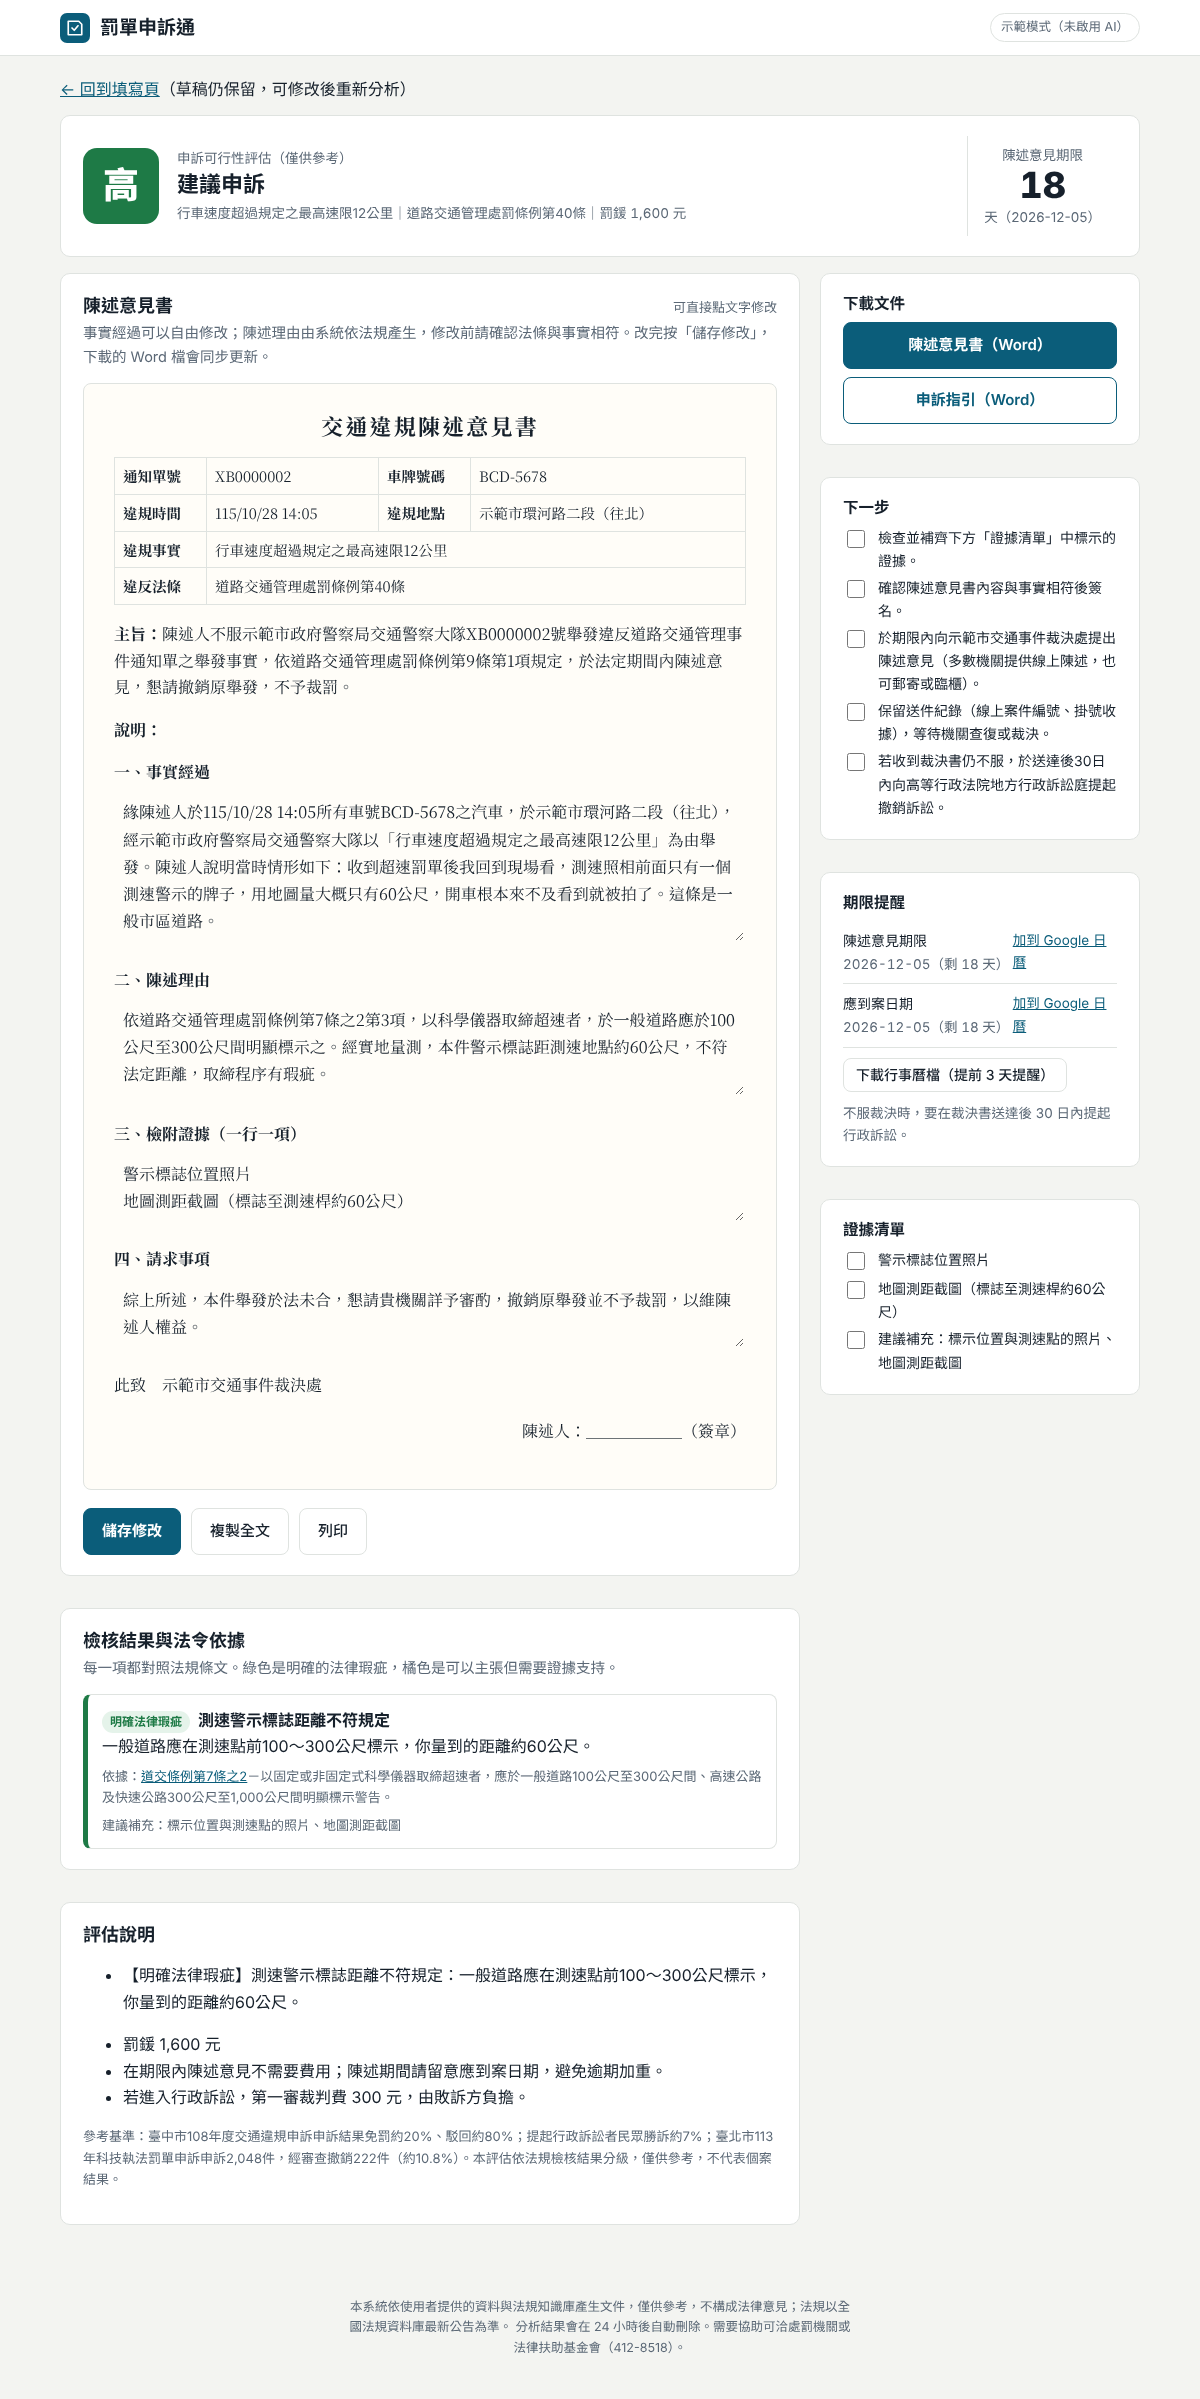 罰單申訴通
示範模式（未啟用 AI）
← 回到填寫頁（草稿仍保留，可修改後重新分析）
高
申訴可行性評估（僅供參考）
建議申訴
行車速度超過規定之最高速限12公里｜道路交通管理處罰條例第40條｜罰鍰 1,600 元
陳述意見期限
18
天（2026-12-05）
陳述意見書
可直接點文字修改
事實經過可以自由修改；陳述理由由系統依法規產生，修改前請確認法條與事實相符。改完按「儲存修改」，
下載的 Word 檔會同步更新。
交通違規陳述意見書
通知單號 XB0000002 車牌號碼 BCD-5678
違規時間 115/10/28 14:05 違規地點 示範市環河路二段（往北）
違規事實 行車速度超過規定之最高速限12公里
違反法條 道路交通管理處罰條例第40條
主旨：陳述人不服示範市政府警察局交通警察大隊XB0000002號舉發違反道路交通管理事
件通知單之舉發事實，依道路交通管理處罰條例第9條第1項規定，於法定期間內陳述意
見，懇請撤銷原舉發，不予裁罰。
說明：
一、事實經過
緣陳述人於115/10/28 14:05所有車號BCD-5678之汽車，於示範市環河路二段（往北），
經示範市政府警察局交通警察大隊以「行車速度超過規定之最高速限12公里」為由舉
發。陳述人說明當時情形如下：收到超速罰單後我回到現場看，測速照相前面只有一個
測速警示的牌子，用地圖量大概只有60公尺，開車根本來不及看到就被拍了。這條是一
般市區道路。
二、陳述理由
依道路交通管理處罰條例第7條之2第3項，以科學儀器取締超速者，於一般道路應於100
公尺至300公尺間明顯標示之。經實地量測，本件警示標誌距測速地點約60公尺，不符
法定距離，取締程序有瑕疵。
三、檢附證據（一行一項）
警示標誌位置照片
地圖測距截圖（標誌至測速桿約60公尺）
四、請求事項
綜上所述，本件舉發於法未合，懇請貴機關詳予審酌，撤銷原舉發並不予裁罰，以維陳
述人權益。
此致　示範市交通事件裁決處
陳述人：____________（簽章）
儲存修改
複製全文
列印
檢核結果與法令依據
每一項都對照法規條文。綠色是明確的法律瑕疵，橘色是可以主張但需要證據支持。
明確法律瑕疵 測速警示標誌距離不符規定
一般道路應在測速點前100～300公尺標示，你量到的距離約60公尺。
依據：道交條例第7條之2－以固定或非固定式科學儀器取締超速者，應於一般道路100公尺至300公尺間、高速公路
及快速公路300公尺至1,000公尺間明顯標示警告。
建議補充：標示位置與測速點的照片、地圖測距截圖
評估說明
• 【明確法律瑕疵】測速警示標誌距離不符規定：一般道路應在測速點前100～300公尺標示，
你量到的距離約60公尺。
• 罰鍰 1,600 元
• 在期限內陳述意見不需要費用；陳述期間請留意應到案日期，避免逾期加重。
• 若進入行政訴訟，第一審裁判費 300 元，由敗訴方負擔。
參考基準：臺中市108年度交通違規申訴申訴結果免罰約20%、駁回約80%；提起行政訴訟者民眾勝訴約7%；臺北市113
年科技執法罰單申訴申訴2,048件，經審查撤銷222件（約10.8%）。本評估依法規檢核結果分級，僅供參考，不代表個案
結果。
下載文件
陳述意見書（Word）
申訴指引（Word）
下一步
檢查並補齊下方「證據清單」中標示的
證據。
確認陳述意見書內容與事實相符後簽
名。
於期限內向示範市交通事件裁決處提出
陳述意見（多數機關提供線上陳述，也
可郵寄或臨櫃）。
保留送件紀錄（線上案件編號、掛號收
據），等待機關查復或裁決。
若收到裁決書仍不服，於送達後30日
內向高等行政法院地方行政訴訟庭提起
撤銷訴訟。
期限提醒
陳述意見期限
2026-12-05（剩 18 天）
加到 Google 日
曆
應到案日期
2026-12-05（剩 18 天）
加到 Google 日
曆
下載行事曆檔（提前 3 天提醒）
不服裁決時，要在裁決書送達後 30 日內提起
行政訴訟。
證據清單
警示標誌位置照片
地圖測距截圖（標誌至測速桿約60公
尺）
建議補充：標示位置與測速點的照片、
地圖測距截圖
本系統依使用者提供的資料與法規知識庫產生文件，僅供參考，不構成法律意見；法規以全
國法規資料庫最新公告為準。 分析結果會在 24 小時後自動刪除。需要協助可洽處罰機關或
法律扶助基金會（412-8518）。